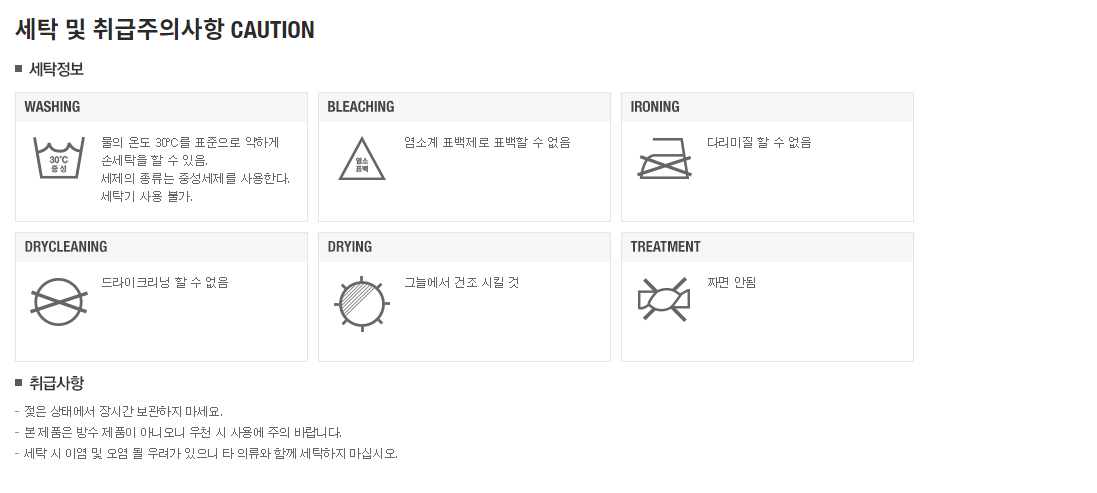 세탁 및 취급주의사항 CAUTION
■ 세탁정보
WASHING
30°C
중성
물의 온도 30°C를 표준으로 약하게
손세탁을 할 수 있음.
세제의 종류는 중성세제를 사용한다.
세탁기 사용 불가.
BLEACHING
염소
표백
염소계 표백제로 표백할 수 없음
IRONING
다리미질 할 수 없음
DRYCLEANING
드라이크리닝 할 수 없음
DRYING
그늘에서 건조 시킬 것
TREATMENT
짜면 안됨
■ 취급사항
- 젖은 상태에서 장시간 보관하지 마세요.
- 본 제품은 방수 제품이 아니오니 우천 시 사용에 주의 바랍니다.
- 세탁 시 이염 및 오염 될 우려가 있으니 타 의류와 함께 세탁하지 마십시오.